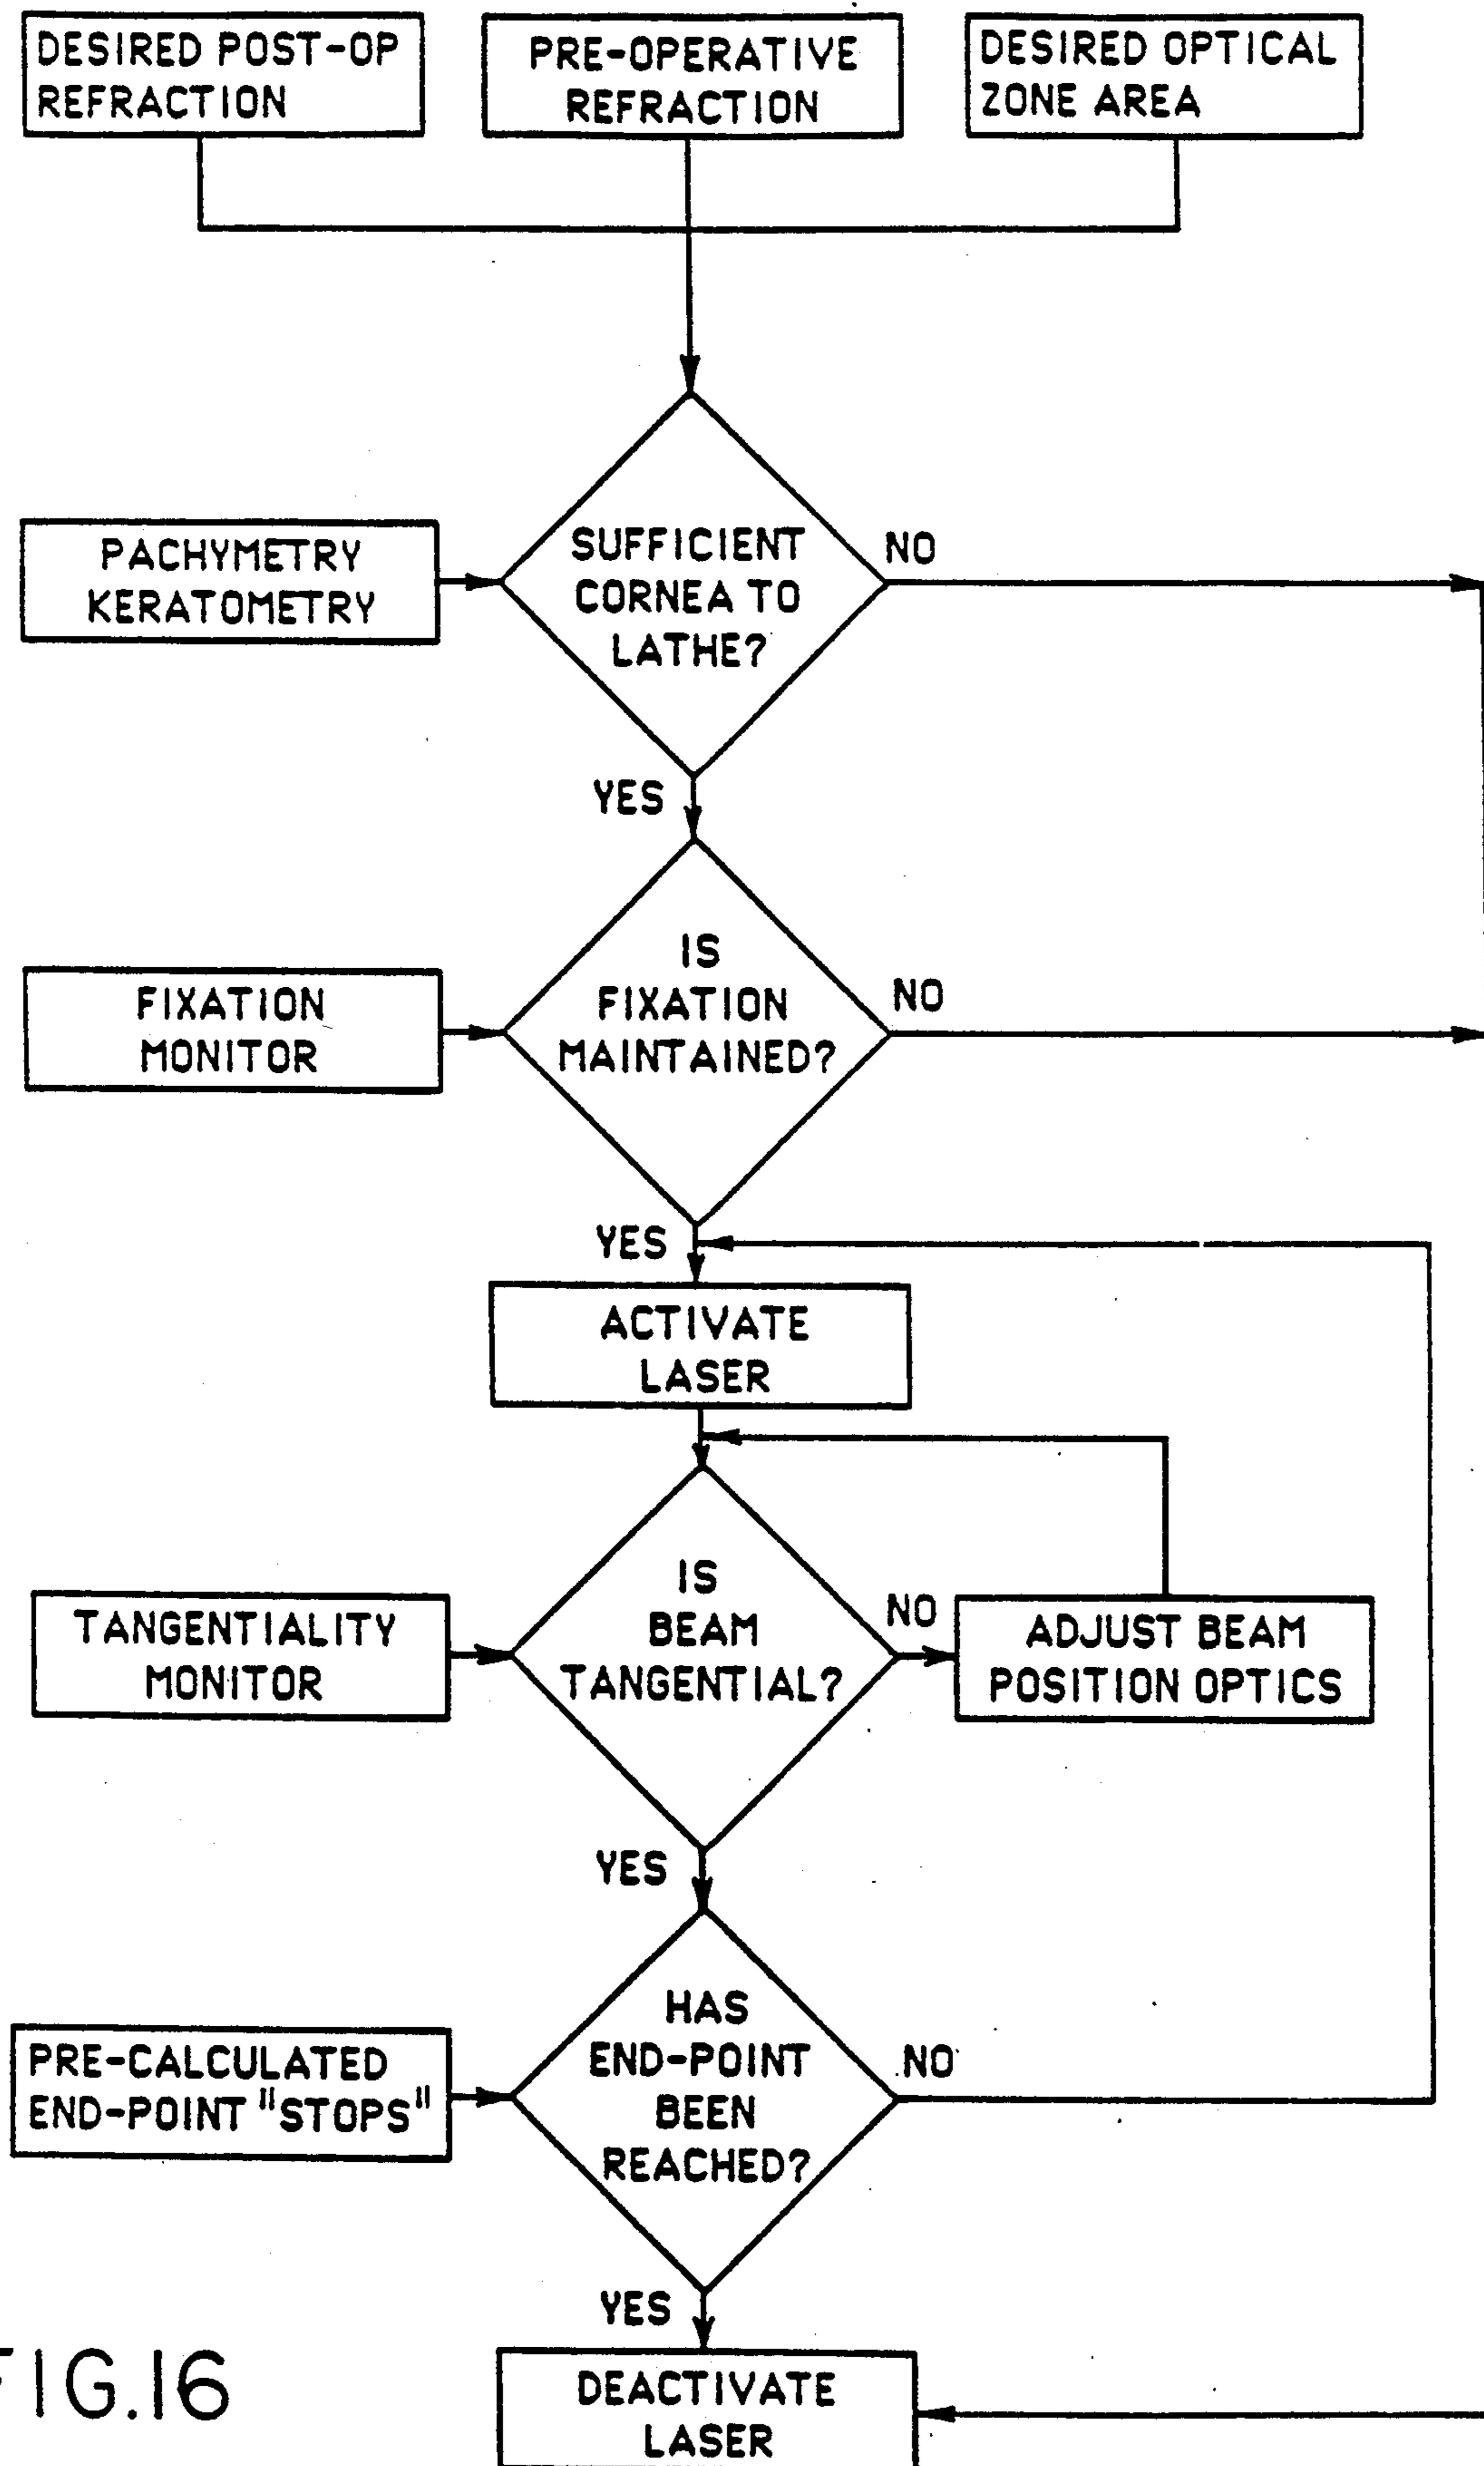 DESIRED POST-OP
REFRACTION
PRE-OPERATIVE
REFRACTION
DESIRED OPTICAL
ZONE AREA
PACHYMETRY
KERATOMETRY
SUFFICIENT
CORNEA TO
LATHE?
NO
YES
FIXATION
MONITOR
IS
FIXATION
MAINTAINED?
NO
YES
ACTIVATE
LASER
TANGENTIALITY
MONITOR
IS
BEAM
TANGENTIAL?
NO
ADJUST BEAM
POSITION OPTICS
YES
PRE-CALCULATED
END-POINT "STOPS"
HAS
END-POINT
BEEN
REACHED?
NO
YES
DEACTIVATE
LASER
FIG.16